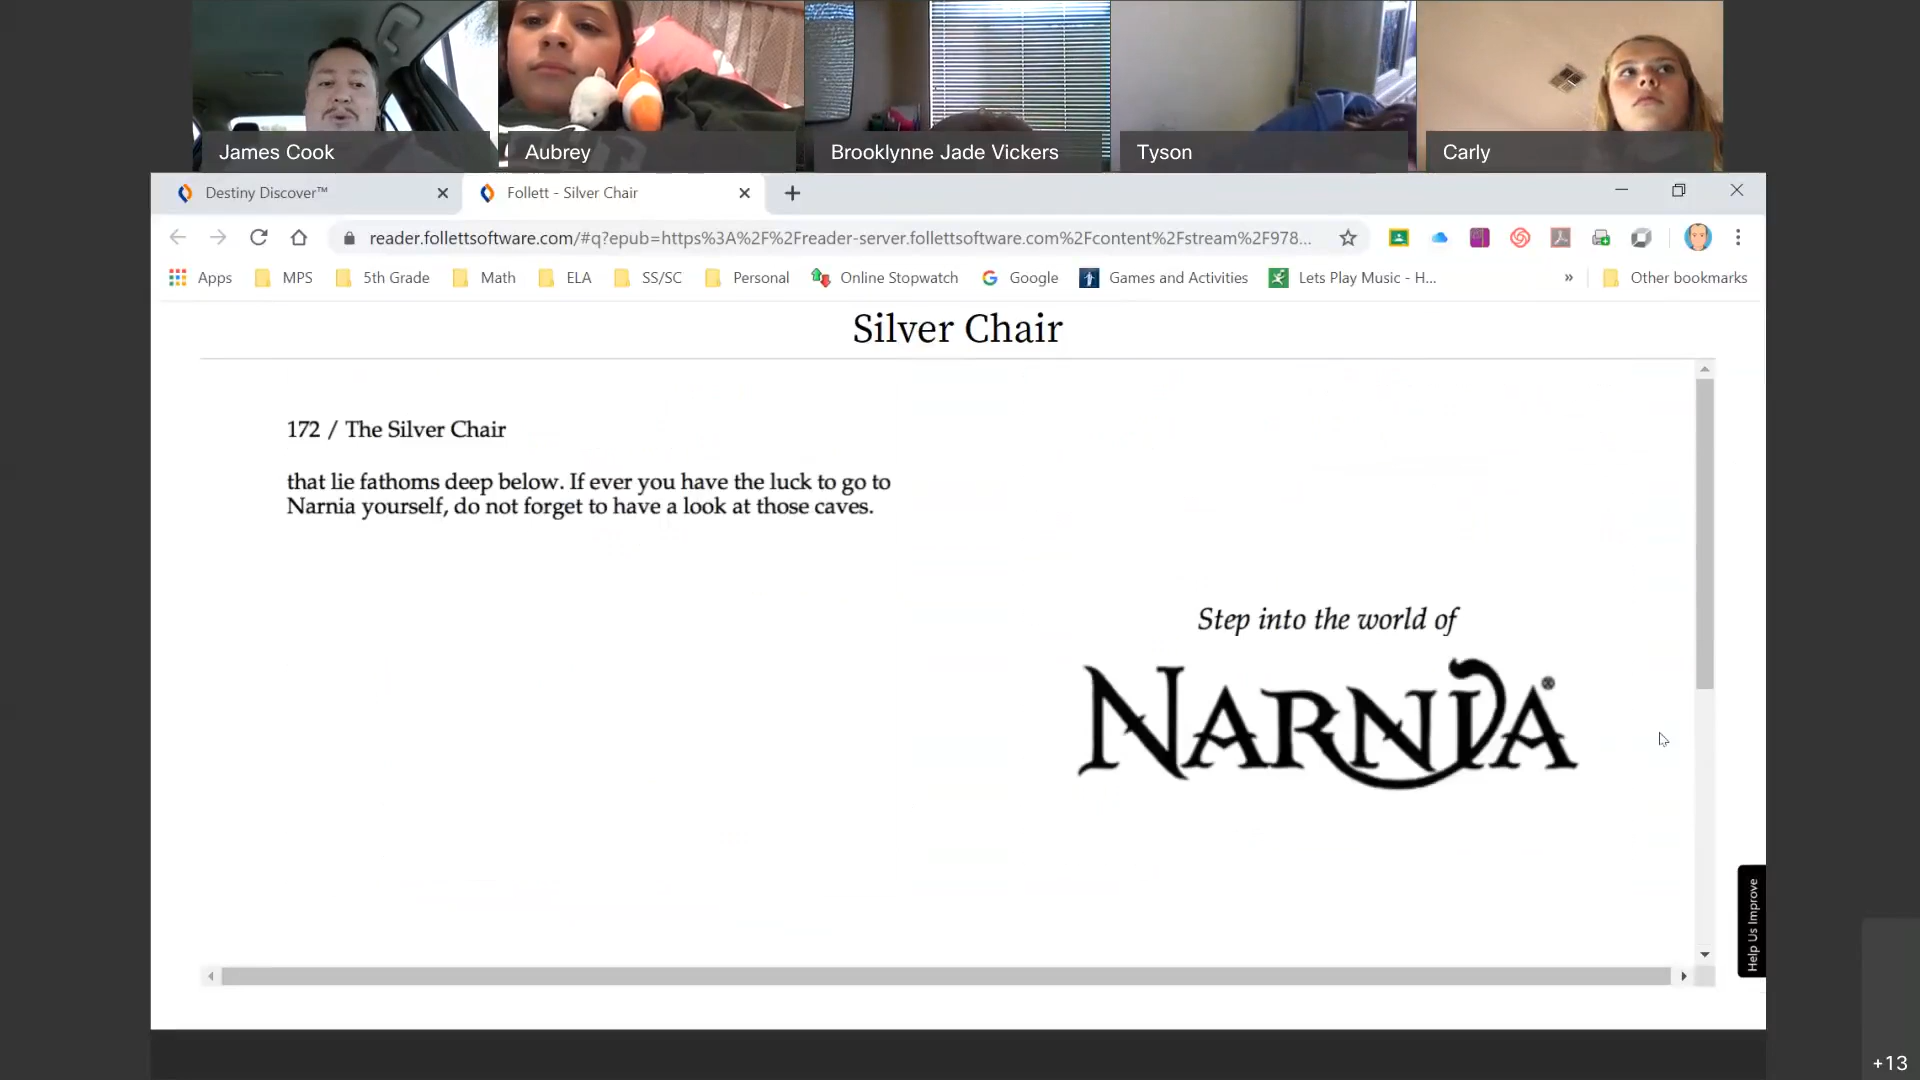 James Cook
Aubrey
Brooklynne Jade Vickers
Tyson
Carly
Destiny Discover™
Follett - Silver Chair
reader.follettsoftware.com/#q?epub=https%3A%2F%2Freader-server.follettsoftware.com%2Fcontent%2Fstream%2F978...
Apps MPS 5th Grade Math ELA SS/SC Personal Online Stopwatch Google Games and Activities Lets Play Music - H... » Other bookmarks
Silver Chair
172 / The Silver Chair
that lie fathoms deep below. If ever you have the luck to go to
Narnia yourself, do not forget to have a look at those caves.
Step into the world of
NARNIA®
Help Us Improve
+13